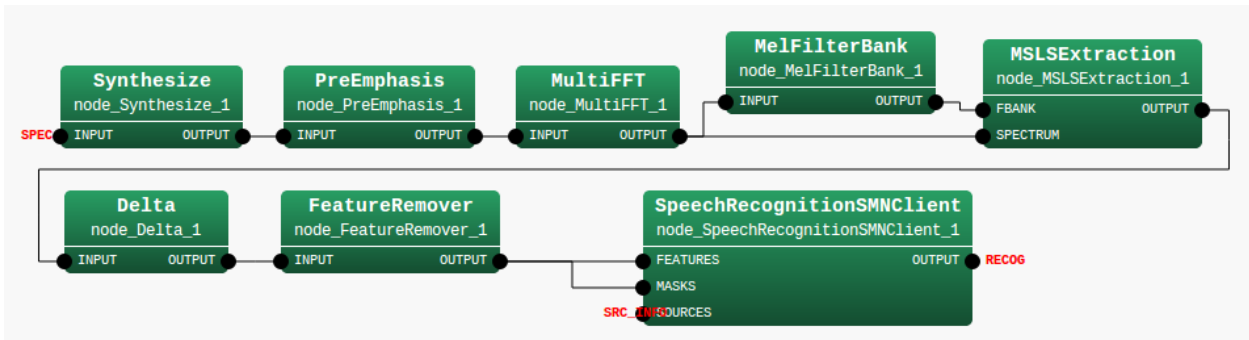 Synthesize
node_Synthesize_1
SPEC INPUT OUTPUT
PreEmphasis
node_PreEmphasis_1
INPUT OUTPUT
MultiFFT
node_MultiFFT_1
INPUT OUTPUT
MelFilterBank
node_MelFilterBank_1
INPUT OUTPUT
MSLSExtraction
node_MSLSExtraction_1
FBANK OUTPUT
SPECTRUM
Delta
node_Delta_1
INPUT OUTPUT
FeatureRemover
node_FeatureRemover_1
INPUT OUTPUT
SpeechRecognitionSMNClient
node_SpeechRecognitionSMNClient_1
FEATURES OUTPUT RECOG
MASKS
SRC_INFO SOURCES